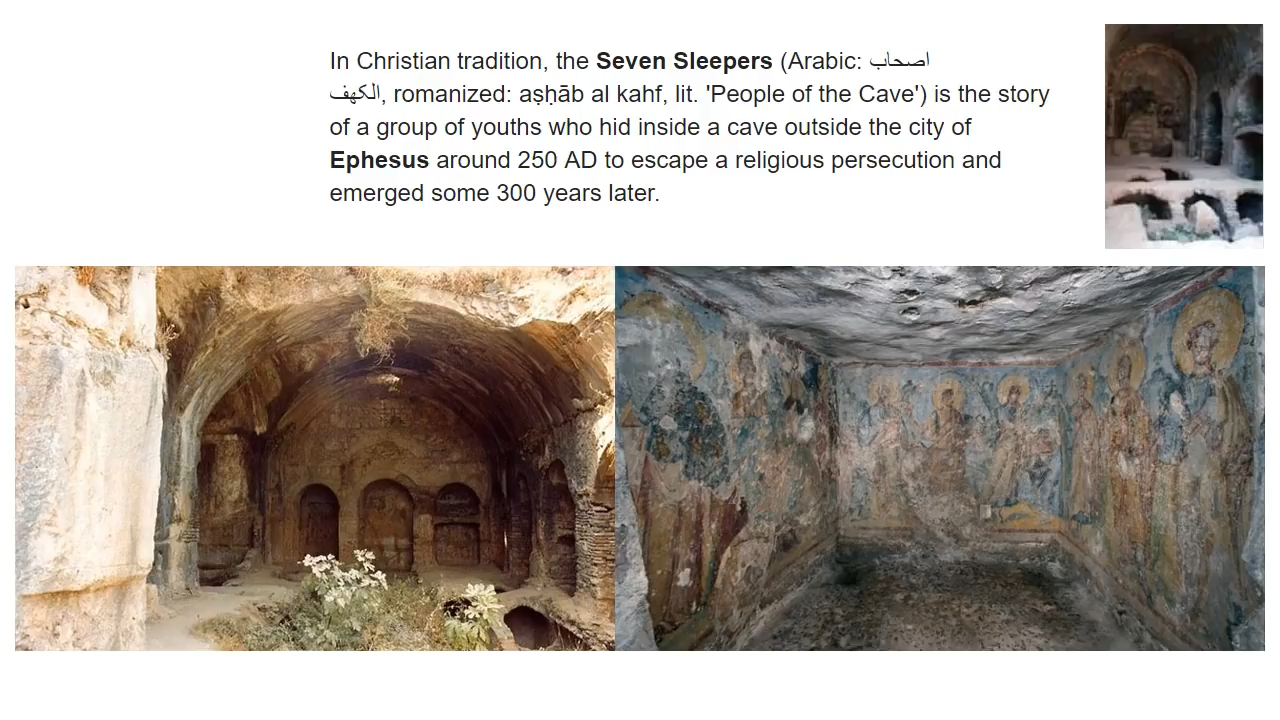 In Christian tradition, the Seven Sleepers (Arabic: اصحاب
الکهف, romanized: aṣḥāb al kahf, lit. 'People of the Cave') is the story
of a group of youths who hid inside a cave outside the city of
Ephesus around 250 AD to escape a religious persecution and
emerged some 300 years later.